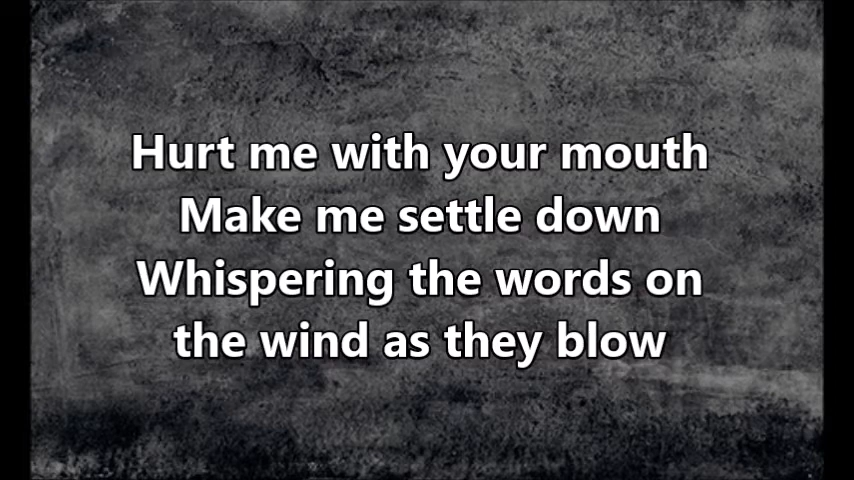 Hurt me with your mouth
Make me settle down
Whispering the words on
the wind as they blow